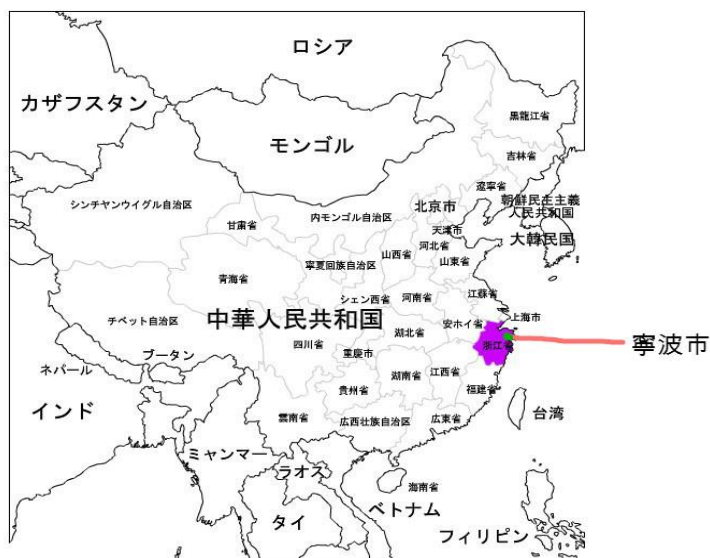 ロシア
カザフスタン
モンゴル
黒龍江省
吉林省
遼寧省
シンチヤンウイグル自治区
内モンゴル自治区
北京市
朝鮮民主主義
人民共和国
甘粛省
天津市
大韓民国
河北省
山西省
山東省
寧夏回族自治区
青海省
シェン西省
河南省
江蘇省
チベット自治区
中華人民共和国
安ホイ省
上海市
湖北省
四川省
浙江省
寧波市
重慶市
ブータン
ネパール
湖南省
江西省
貴州省
福建省
インド
雲南省
広西壮族自治区
広東省
台湾
ミャンマー
ラオス
海南省
ベトナム
タイ
フィリピン